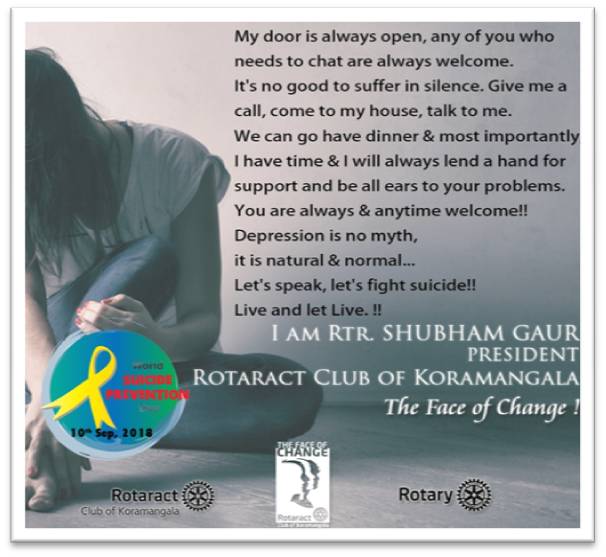 My door is always open, any of you who
needs to chat are always welcome.
It's no good to suffer in silence. Give me a
call, come to my house, talk to me.
We can go have dinner & most importantly
I have time & I will always lend a hand for
support and be all ears to your problems.
You are always & anytime welcome!!
Depression is no myth,
it is natural & normal...
Let's speak, let's fight suicide!!
Live and let Live. !!
I am Rtr. SHUBHAM GAUR
PRESIDENT
Rotaract Club of Koramangala
The Face of Change !
World
SUICIDE
PREVENTION
Day
10th Sep, 2018
THE FACE OF
CHANGE
Rotaract
Club of Koramangala
Rotaract
Club of Koramangala
Rotary